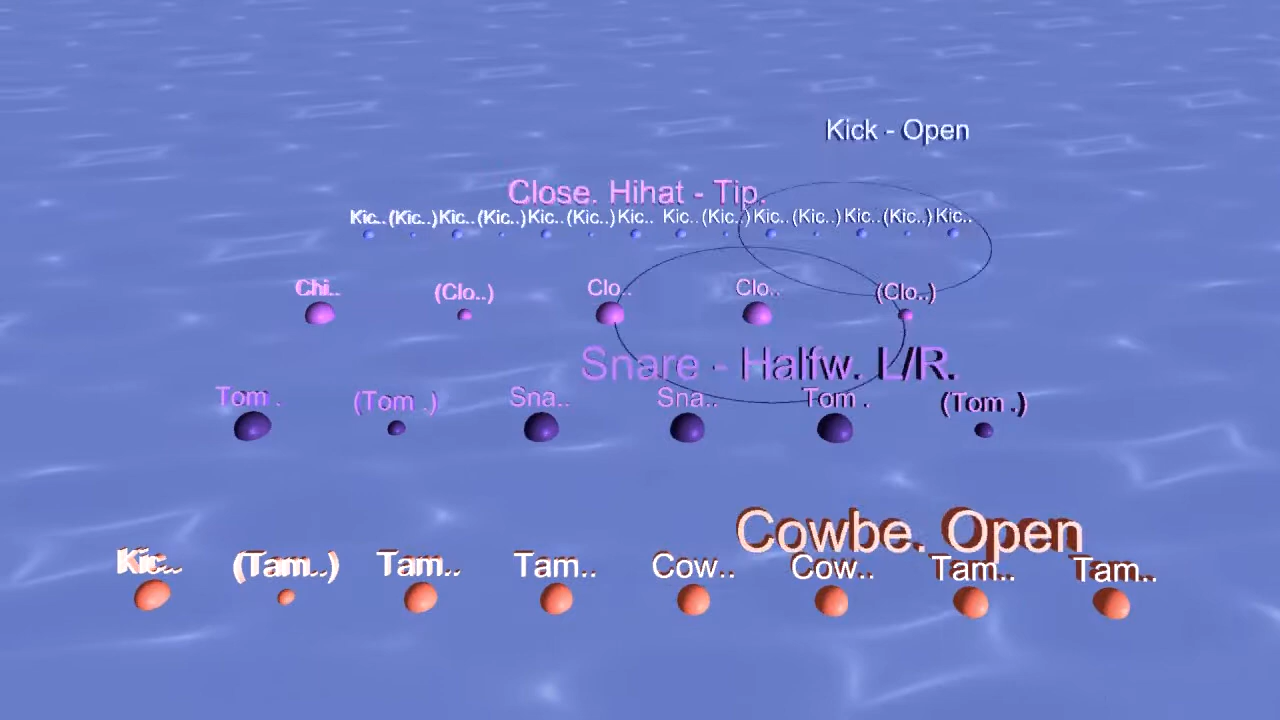 Kick - Open
Close. Hihat - Tip.
Kic.. (Kic..) Kic.. (Kic..) Kic.. (Kic..) Kic.. Kic.. (Kic..) Kic.. (Kic..) Kic.. (Kic..) Kic..
Chi.. (Clo..) Clo.. Clo.. (Clo..)
Snare - Halfw. L/R.
Tom . (Tom .) Sna.. Sna.. Tom . (Tom .)
Cowbe. Open
Kic.. (Tam..) Tam.. Tam.. Cow.. Cow.. Tam.. Tam..